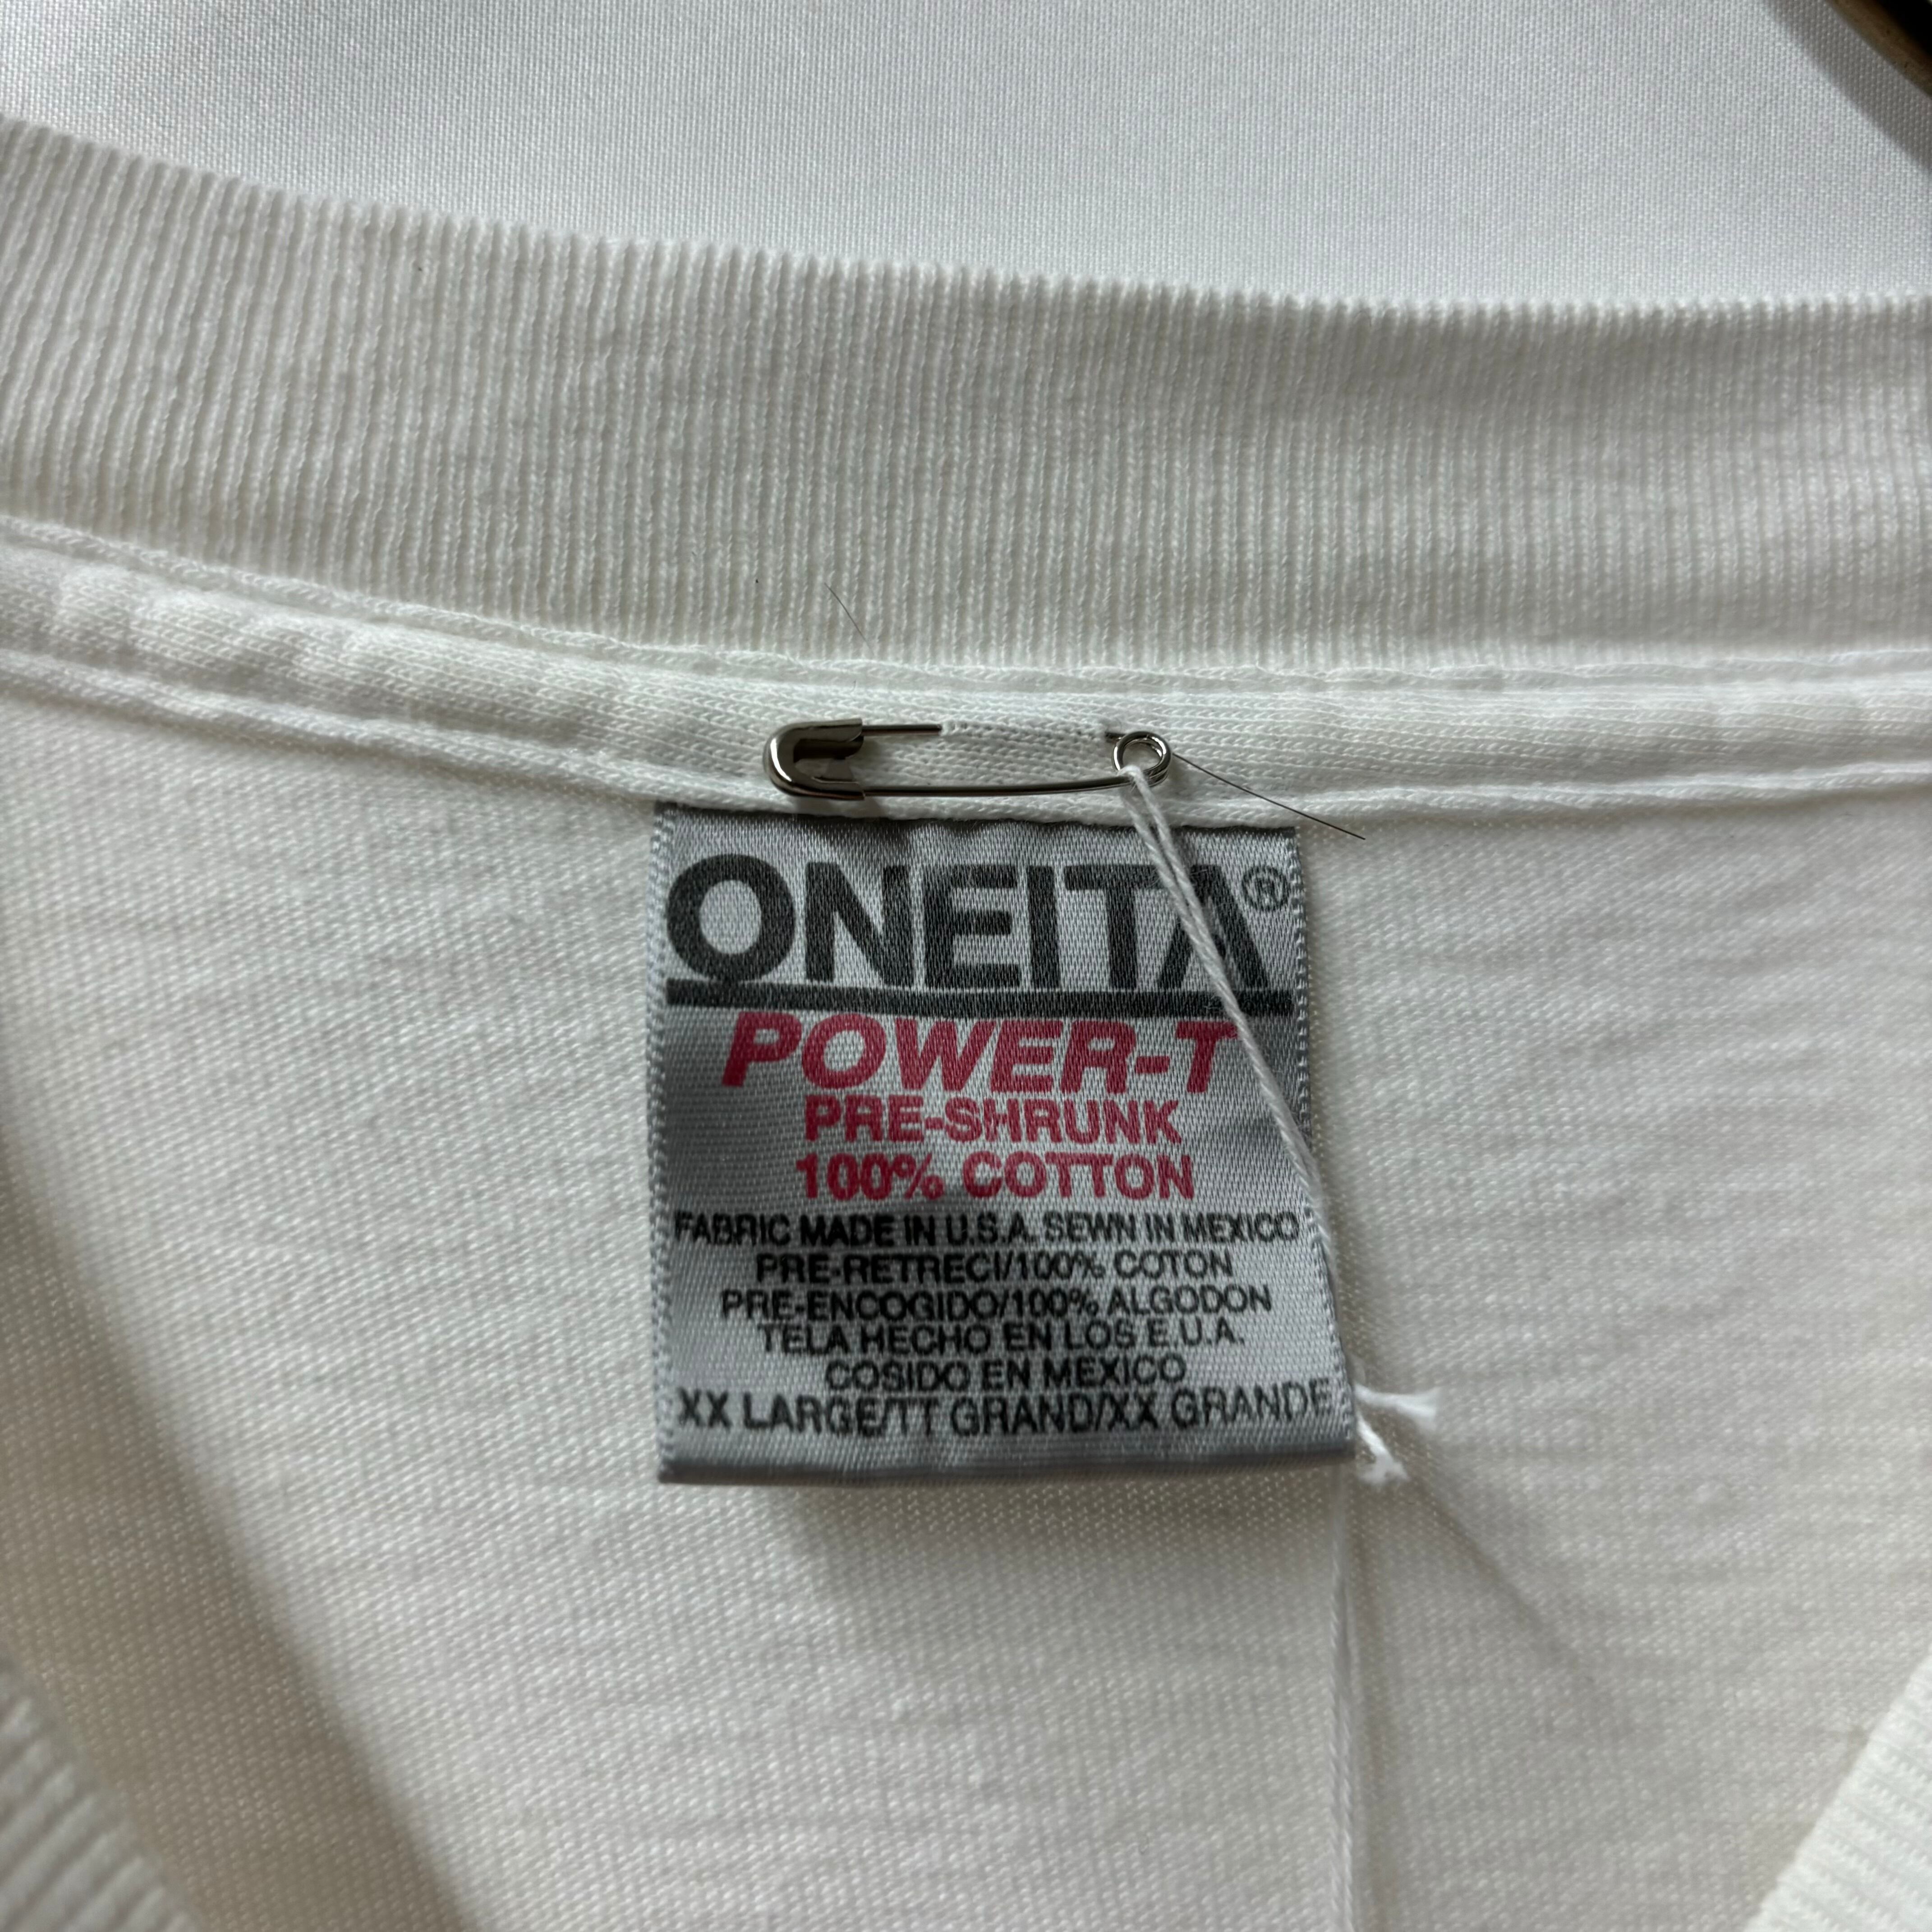 ONEITA®
POWER-T
PRE-SHRUNK
100% COTTON
FABRIC MADE IN U.S.A. SEWN IN MEXICO
PRE-RETRECI/100% COTON
PRE-ENCOGIDO/100% ALGODON
TELA HECHO EN LOS E.U.A.
COSIDO EN MEXICO
XX LARGE/TT GRAND/XX GRANDE